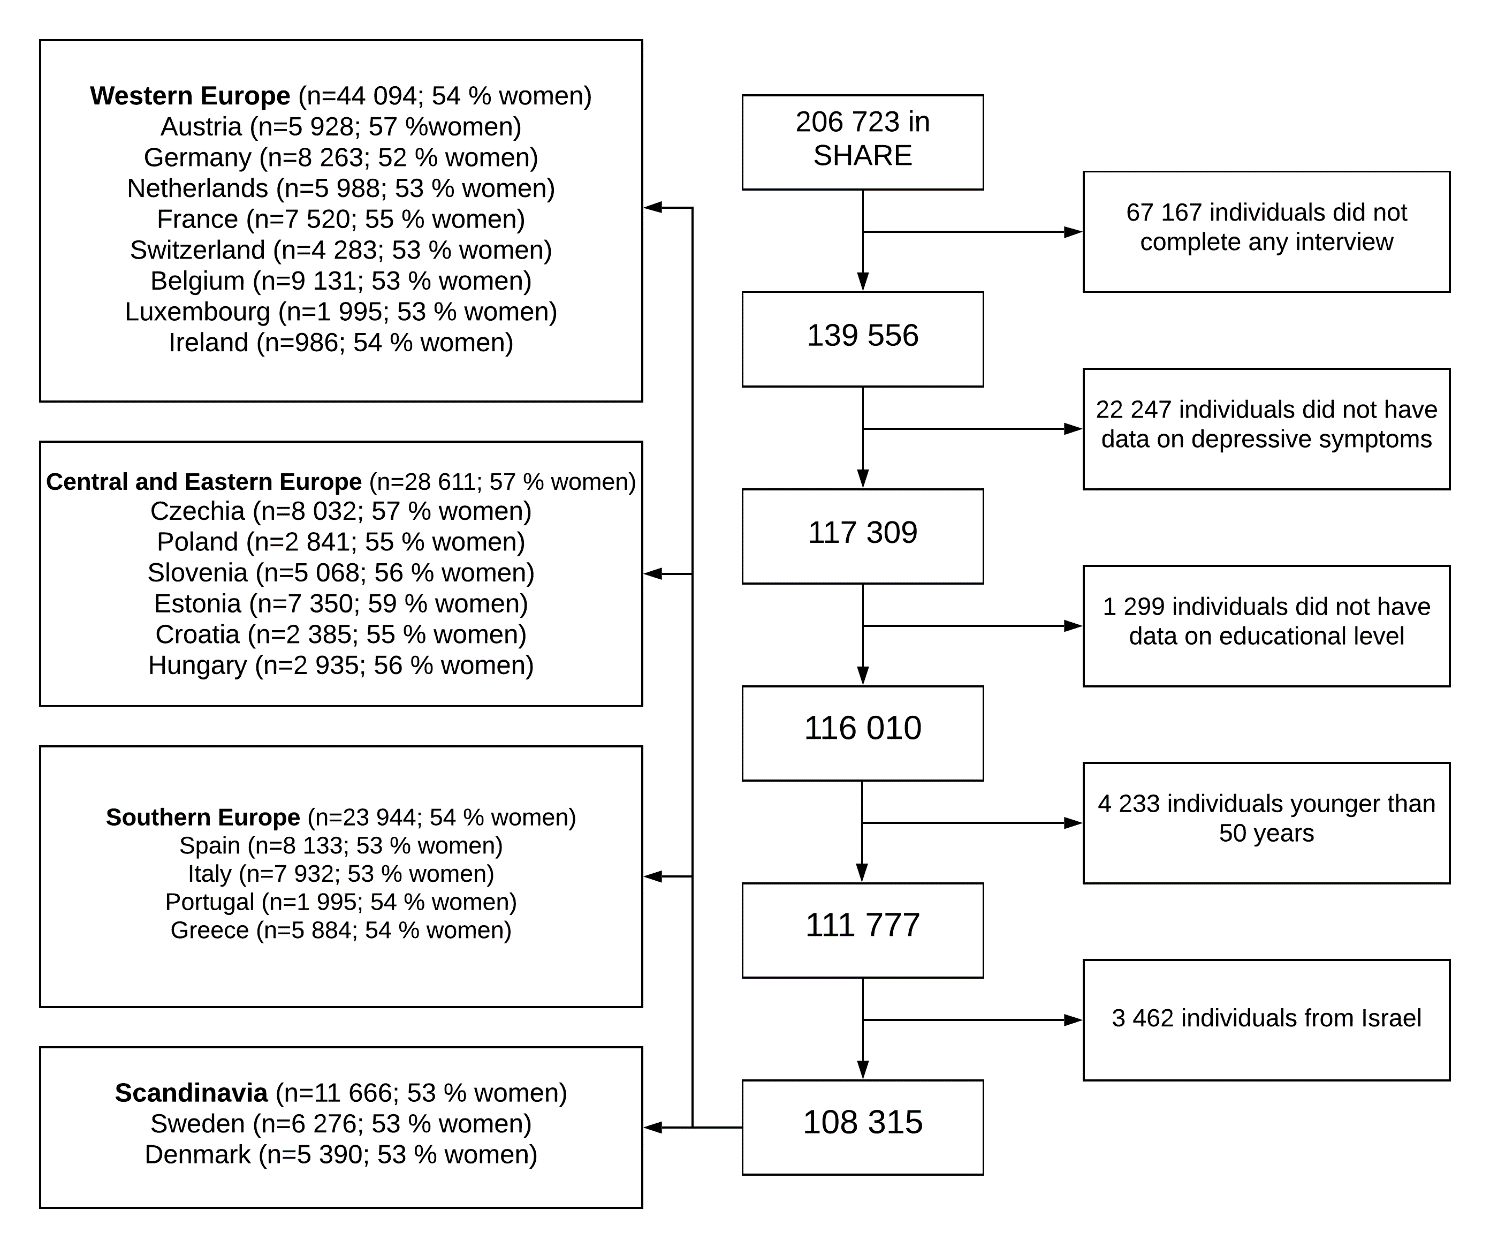 Western Europe (n=44 094; 54 % women)
Austria (n=5 928; 57 %women)
Germany (n=8 263; 52 % women)
Netherlands (n=5 988; 53 % women)
France (n=7 520; 55 % women)
Switzerland (n=4 283; 53 % women)
Belgium (n=9 131; 53 % women)
Luxembourg (n=1 995; 53 % women)
Ireland (n=986; 54 % women)
Central and Eastern Europe (n=28 611; 57 % women)
Czechia (n=8 032; 57 % women)
Poland (n=2 841; 55 % women)
Slovenia (n=5 068; 56 % women)
Estonia (n=7 350; 59 % women)
Croatia (n=2 385; 55 % women)
Hungary (n=2 935; 56 % women)
Southern Europe (n=23 944; 54 % women)
Spain (n=8 133; 53 % women)
Italy (n=7 932; 53 % women)
Portugal (n=1 995; 54 % women)
Greece (n=5 884; 54 % women)
Scandinavia (n=11 666; 53 % women)
Sweden (n=6 276; 53 % women)
Denmark (n=5 390; 53 % women)
206 723 in
SHARE
139 556
117 309
116 010
111 777
108 315
67 167 individuals did not
complete any interview
22 247 individuals did not have
data on depressive symptoms
1 299 individuals did not have
data on educational level
4 233 individuals younger than
50 years
3 462 individuals from Israel